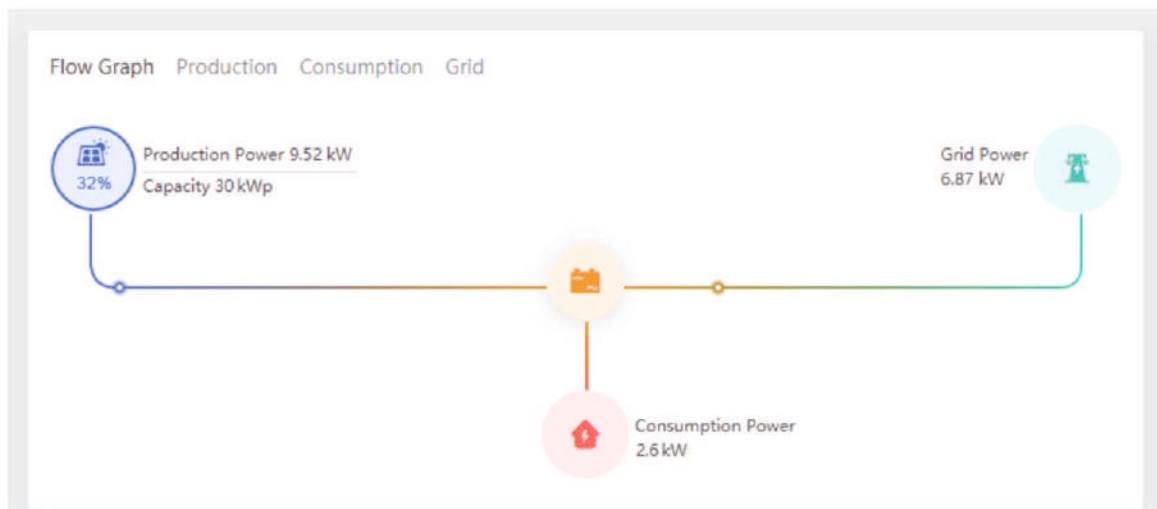 Flow Graph Production Consumption Grid
Production Power 9.52 kW
Capacity 30 kWp
32%
Grid Power
6.87 kW
Consumption Power
2.6 kW